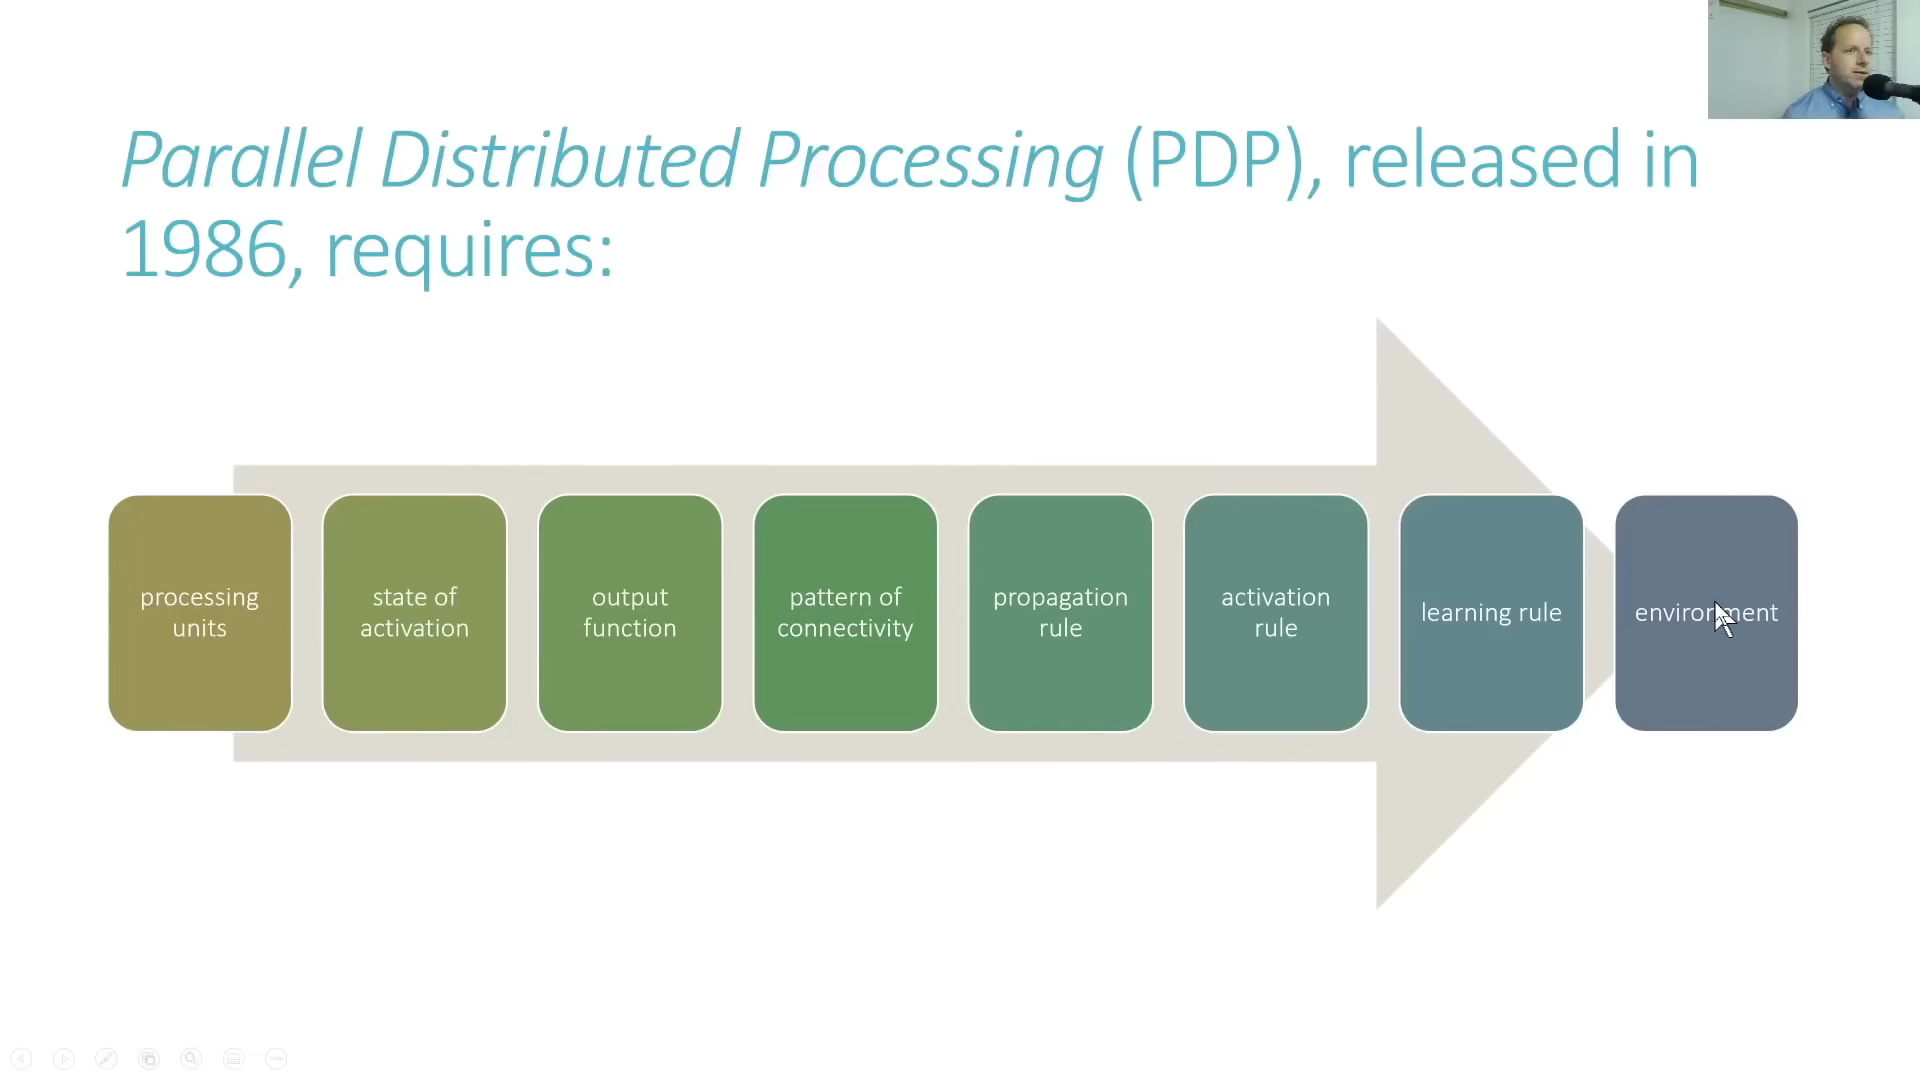 Parallel Distributed Processing (PDP), released in
1986, requires:
processing
units
state of
activation
output
function
pattern of
connectivity
propagation
rule
activation
rule
learning rule
environment